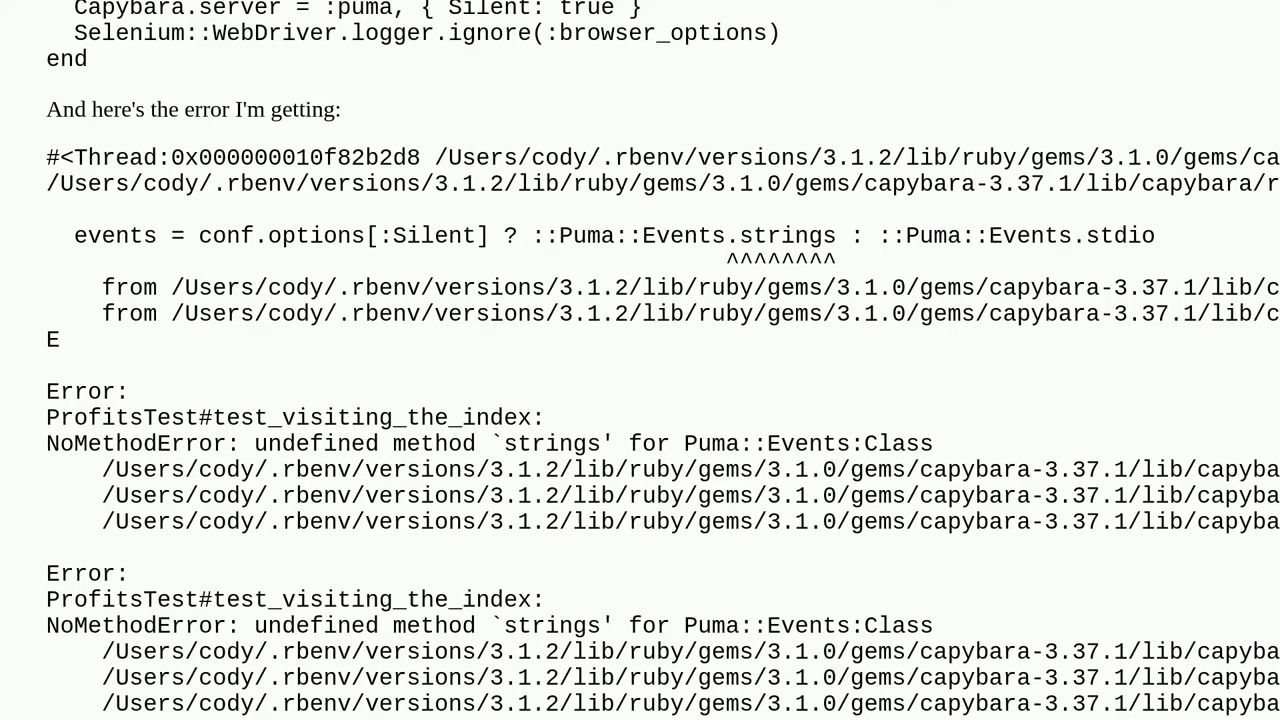 Capybara.server = :puma, { Silent: true }
Selenium::WebDriver.logger.ignore(:browser_options)
end
And here's the error I'm getting:
#<Thread:0x000000010f82b2d8 /Users/cody/.rbenv/versions/3.1.2/lib/ruby/gems/3.1.0/gems/ca
/Users/cody/.rbenv/versions/3.1.2/lib/ruby/gems/3.1.0/gems/capybara-3.37.1/lib/capybara/r
events = conf.options[:Silent] ? ::Puma::Events.strings : ::Puma::Events.stdio
^^^^^^^^
from /Users/cody/.rbenv/versions/3.1.2/lib/ruby/gems/3.1.0/gems/capybara-3.37.1/lib/c
from /Users/cody/.rbenv/versions/3.1.2/lib/ruby/gems/3.1.0/gems/capybara-3.37.1/lib/c
E
Error:
ProfitsTest#test_visiting_the_index:
NoMethodError: undefined method `strings' for Puma::Events:Class
/Users/cody/.rbenv/versions/3.1.2/lib/ruby/gems/3.1.0/gems/capybara-3.37.1/lib/capyba
/Users/cody/.rbenv/versions/3.1.2/lib/ruby/gems/3.1.0/gems/capybara-3.37.1/lib/capyba
/Users/cody/.rbenv/versions/3.1.2/lib/ruby/gems/3.1.0/gems/capybara-3.37.1/lib/capyba
Error:
ProfitsTest#test_visiting_the_index:
NoMethodError: undefined method `strings' for Puma::Events:Class
/Users/cody/.rbenv/versions/3.1.2/lib/ruby/gems/3.1.0/gems/capybara-3.37.1/lib/capyba
/Users/cody/.rbenv/versions/3.1.2/lib/ruby/gems/3.1.0/gems/capybara-3.37.1/lib/capyba
/Users/cody/.rbenv/versions/3.1.2/lib/ruby/gems/3.1.0/gems/capybara-3.37.1/lib/capyba